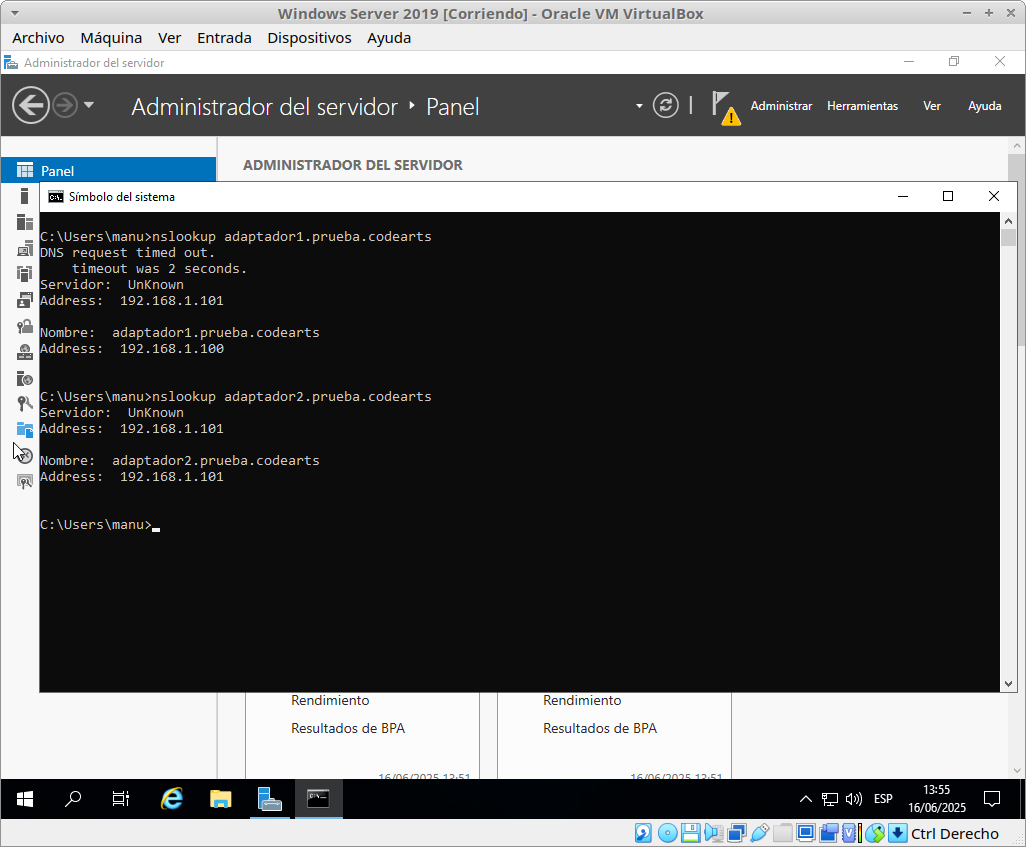 Windows Server 2019 [Corriendo] - Oracle VM VirtualBox
Archivo Máquina Ver Entrada Dispositivos Ayuda
Administrador del servidor
Administrador del servidor Panel
Administrar Herramientas Ver Ayuda
Panel
ADMINISTRADOR DEL SERVIDOR
Símbolo del sistema
C:\Users\manu>nslookup adaptador1.prueba.codearts
DNS request timed out.
timeout was 2 seconds.
Servidor: UnKnown
Address: 192.168.1.101
Nombre: adaptador1.prueba.codearts
Address: 192.168.1.100
C:\Users\manu>nslookup adaptador2.prueba.codearts
Servidor: UnKnown
Address: 192.168.1.101
Nombre: adaptador2.prueba.codearts
Address: 192.168.1.101
C:\Users\manu>
Rendimiento Rendimiento
Resultados de BPA Resultados de BPA
16/06/2025 13:51 16/06/2025 13:51
ESP
13:55
16/06/2025
Ctrl Derecho